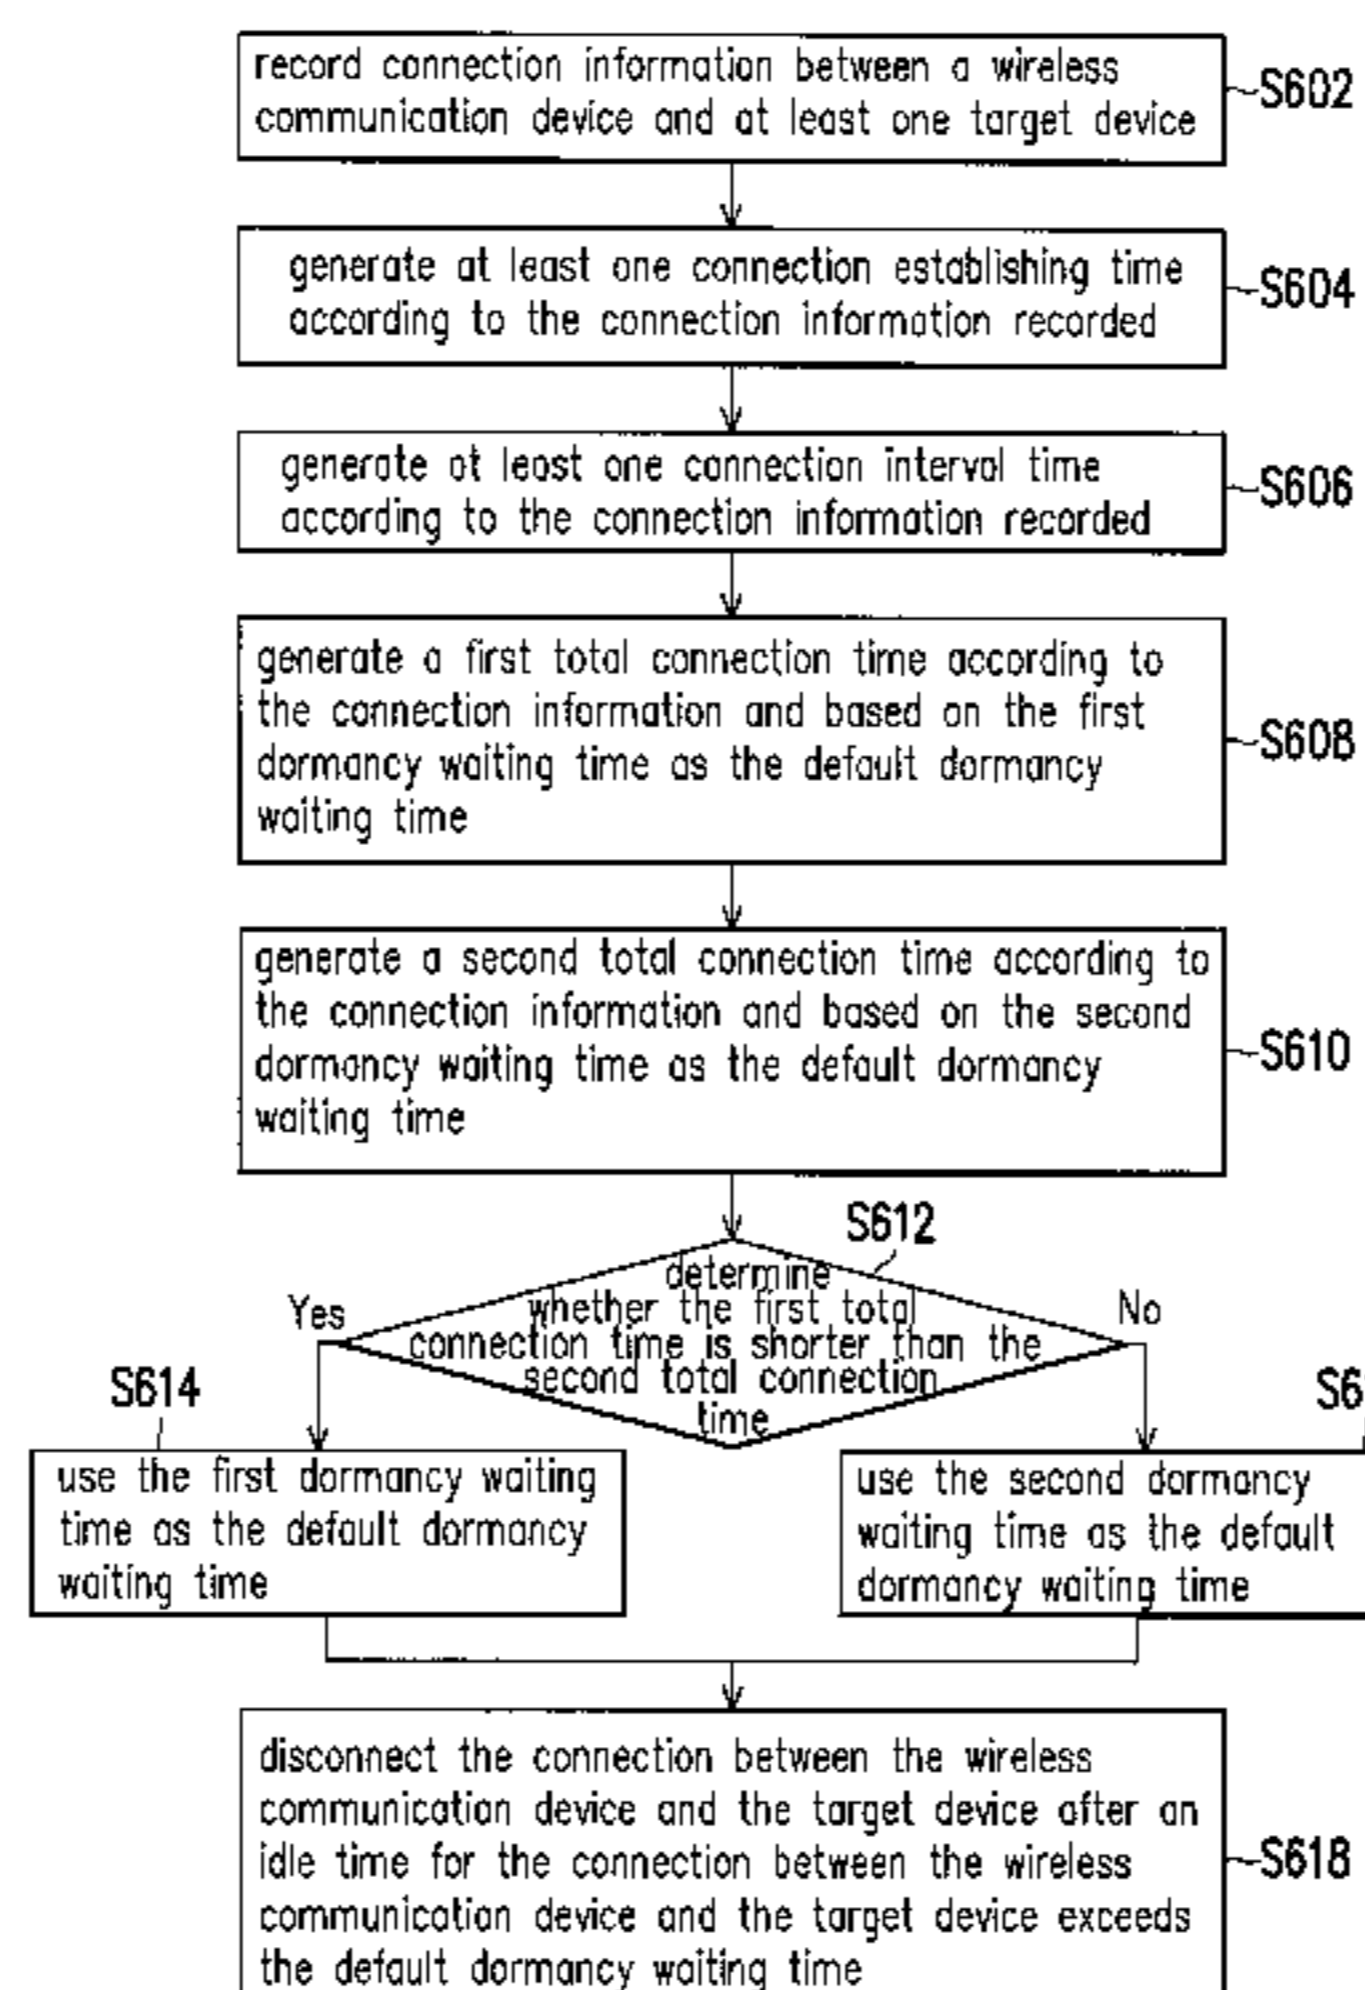 record connection information between a wireless
communication device and at least one target device
S602
generate at least one connection establishing time
according to the connection information recorded
S604
generate at least one connection interval time
according to the connection information recorded
S606
generate a first total connection time according to
the connection information and based on the first
dormancy waiting time as the default dormancy
waiting time
S608
generate a second total connection time according to
the connection information and based on the second
dormancy waiting time as the default dormancy
waiting time
S610
S612
determine
whether the first total
connection time is shorter than the
second total connection
time
Yes
No
S614
use the first dormancy waiting
time as the default dormancy
waiting time
use the second dormancy
waiting time as the default
dormancy waiting time
disconnect the connection between the wireless
communication device and the target device after an
idle time for the connection between the wireless
communication device and the target device exceeds
the default dormancy waiting time
S618